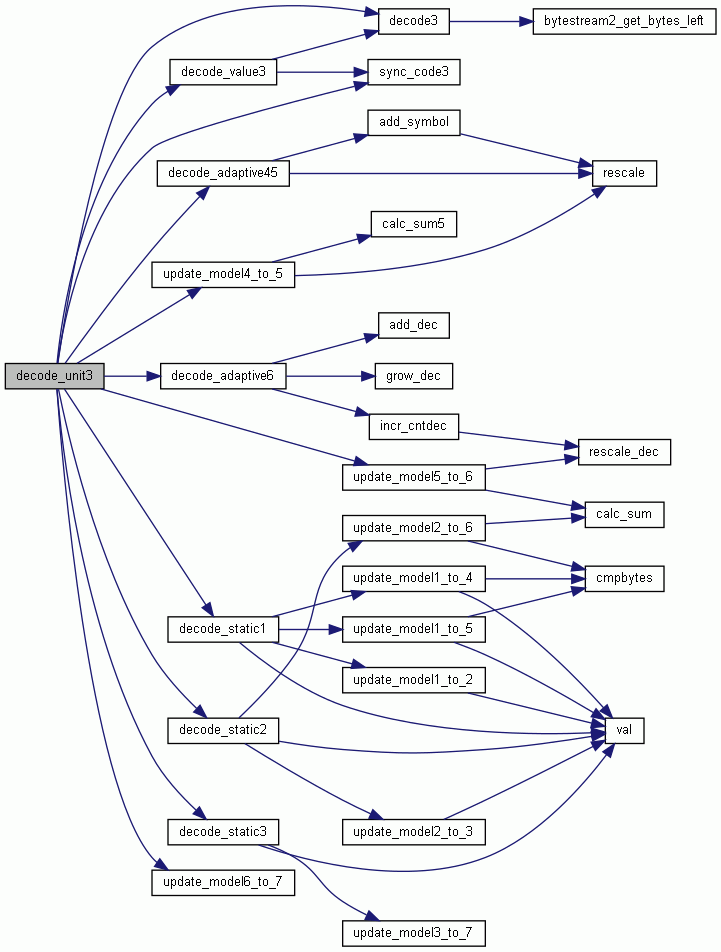 decode3
bytestream2_get_bytes_left
decode_value3
sync_code3
add_symbol
decode_adaptive45
rescale
calc_sum5
update_model4_to_5
add_dec
decode_unit3
decode_adaptive6
grow_dec
incr_cntdec
rescale_dec
update_model5_to_6
calc_sum
update_model2_to_6
update_model1_to_4
cmpbytes
decode_static1
update_model1_to_5
update_model1_to_2
decode_static2
val
decode_static3
update_model2_to_3
update_model6_to_7
update_model3_to_7